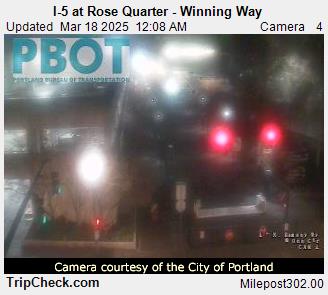 I-5 at Rose Quarter - Winning Way
Updated Mar 18 2025 12:08 AM Camera 4
PBOT
PORTLAND BUREAU OF TRANSPORTATION
Camera courtesy of the City of Portland
TripCheck.com Milepost302.00